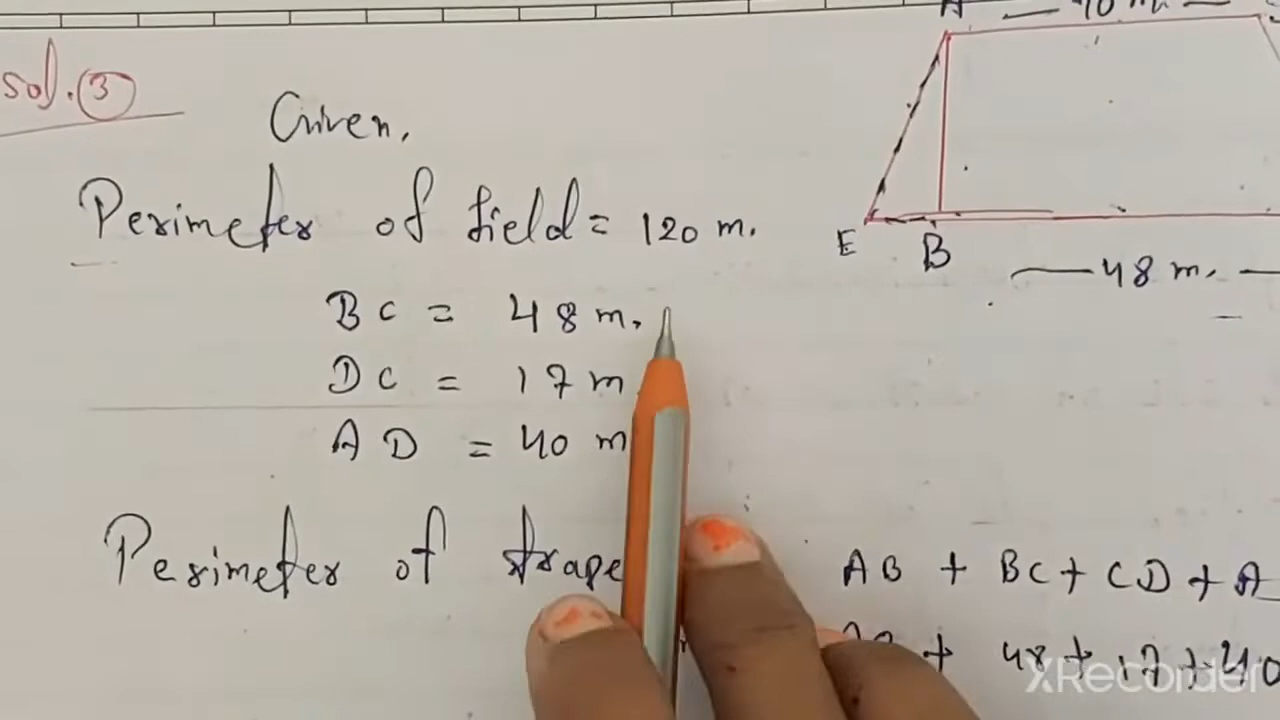 sol. 3
Given,
Perimeter of field = 120 m.
BC = 48 m.
DC = 17 m
AD = 40 m
Perimeter of trape
AB + BC + CD + A
+ 48 + 17 + 40
A 40 m.
E B
48 m.
XRecorder